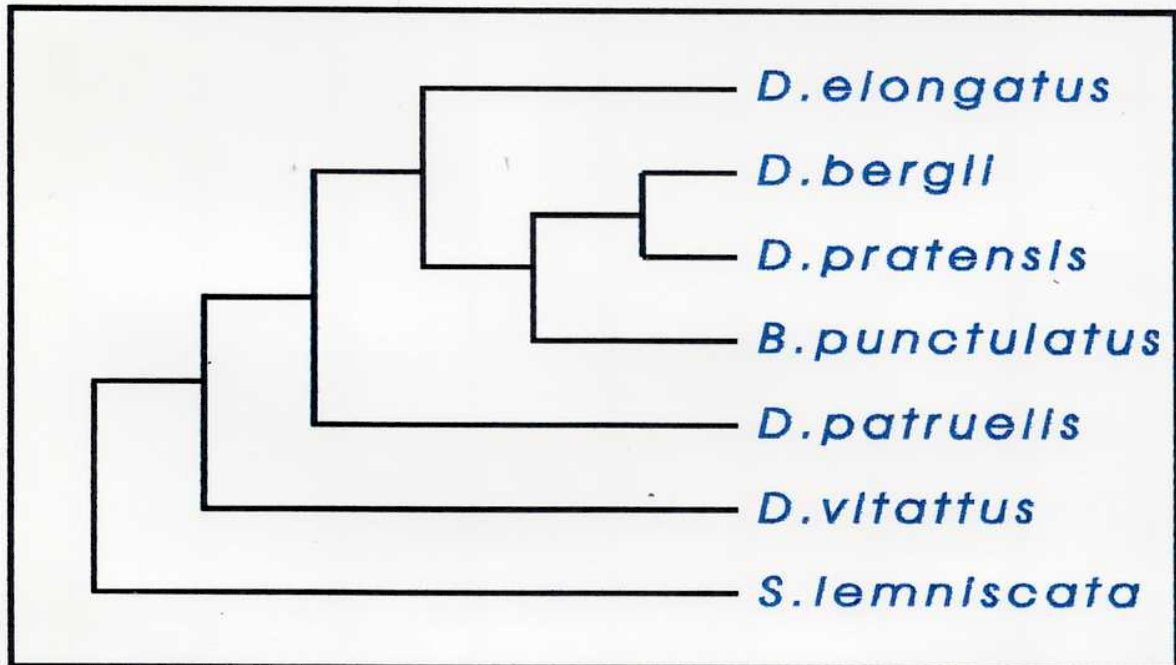 D.elongatus
D.bergii
D.pratensis
B.punctulatus
D.patruelis
D.vitattus
S.lemniscata